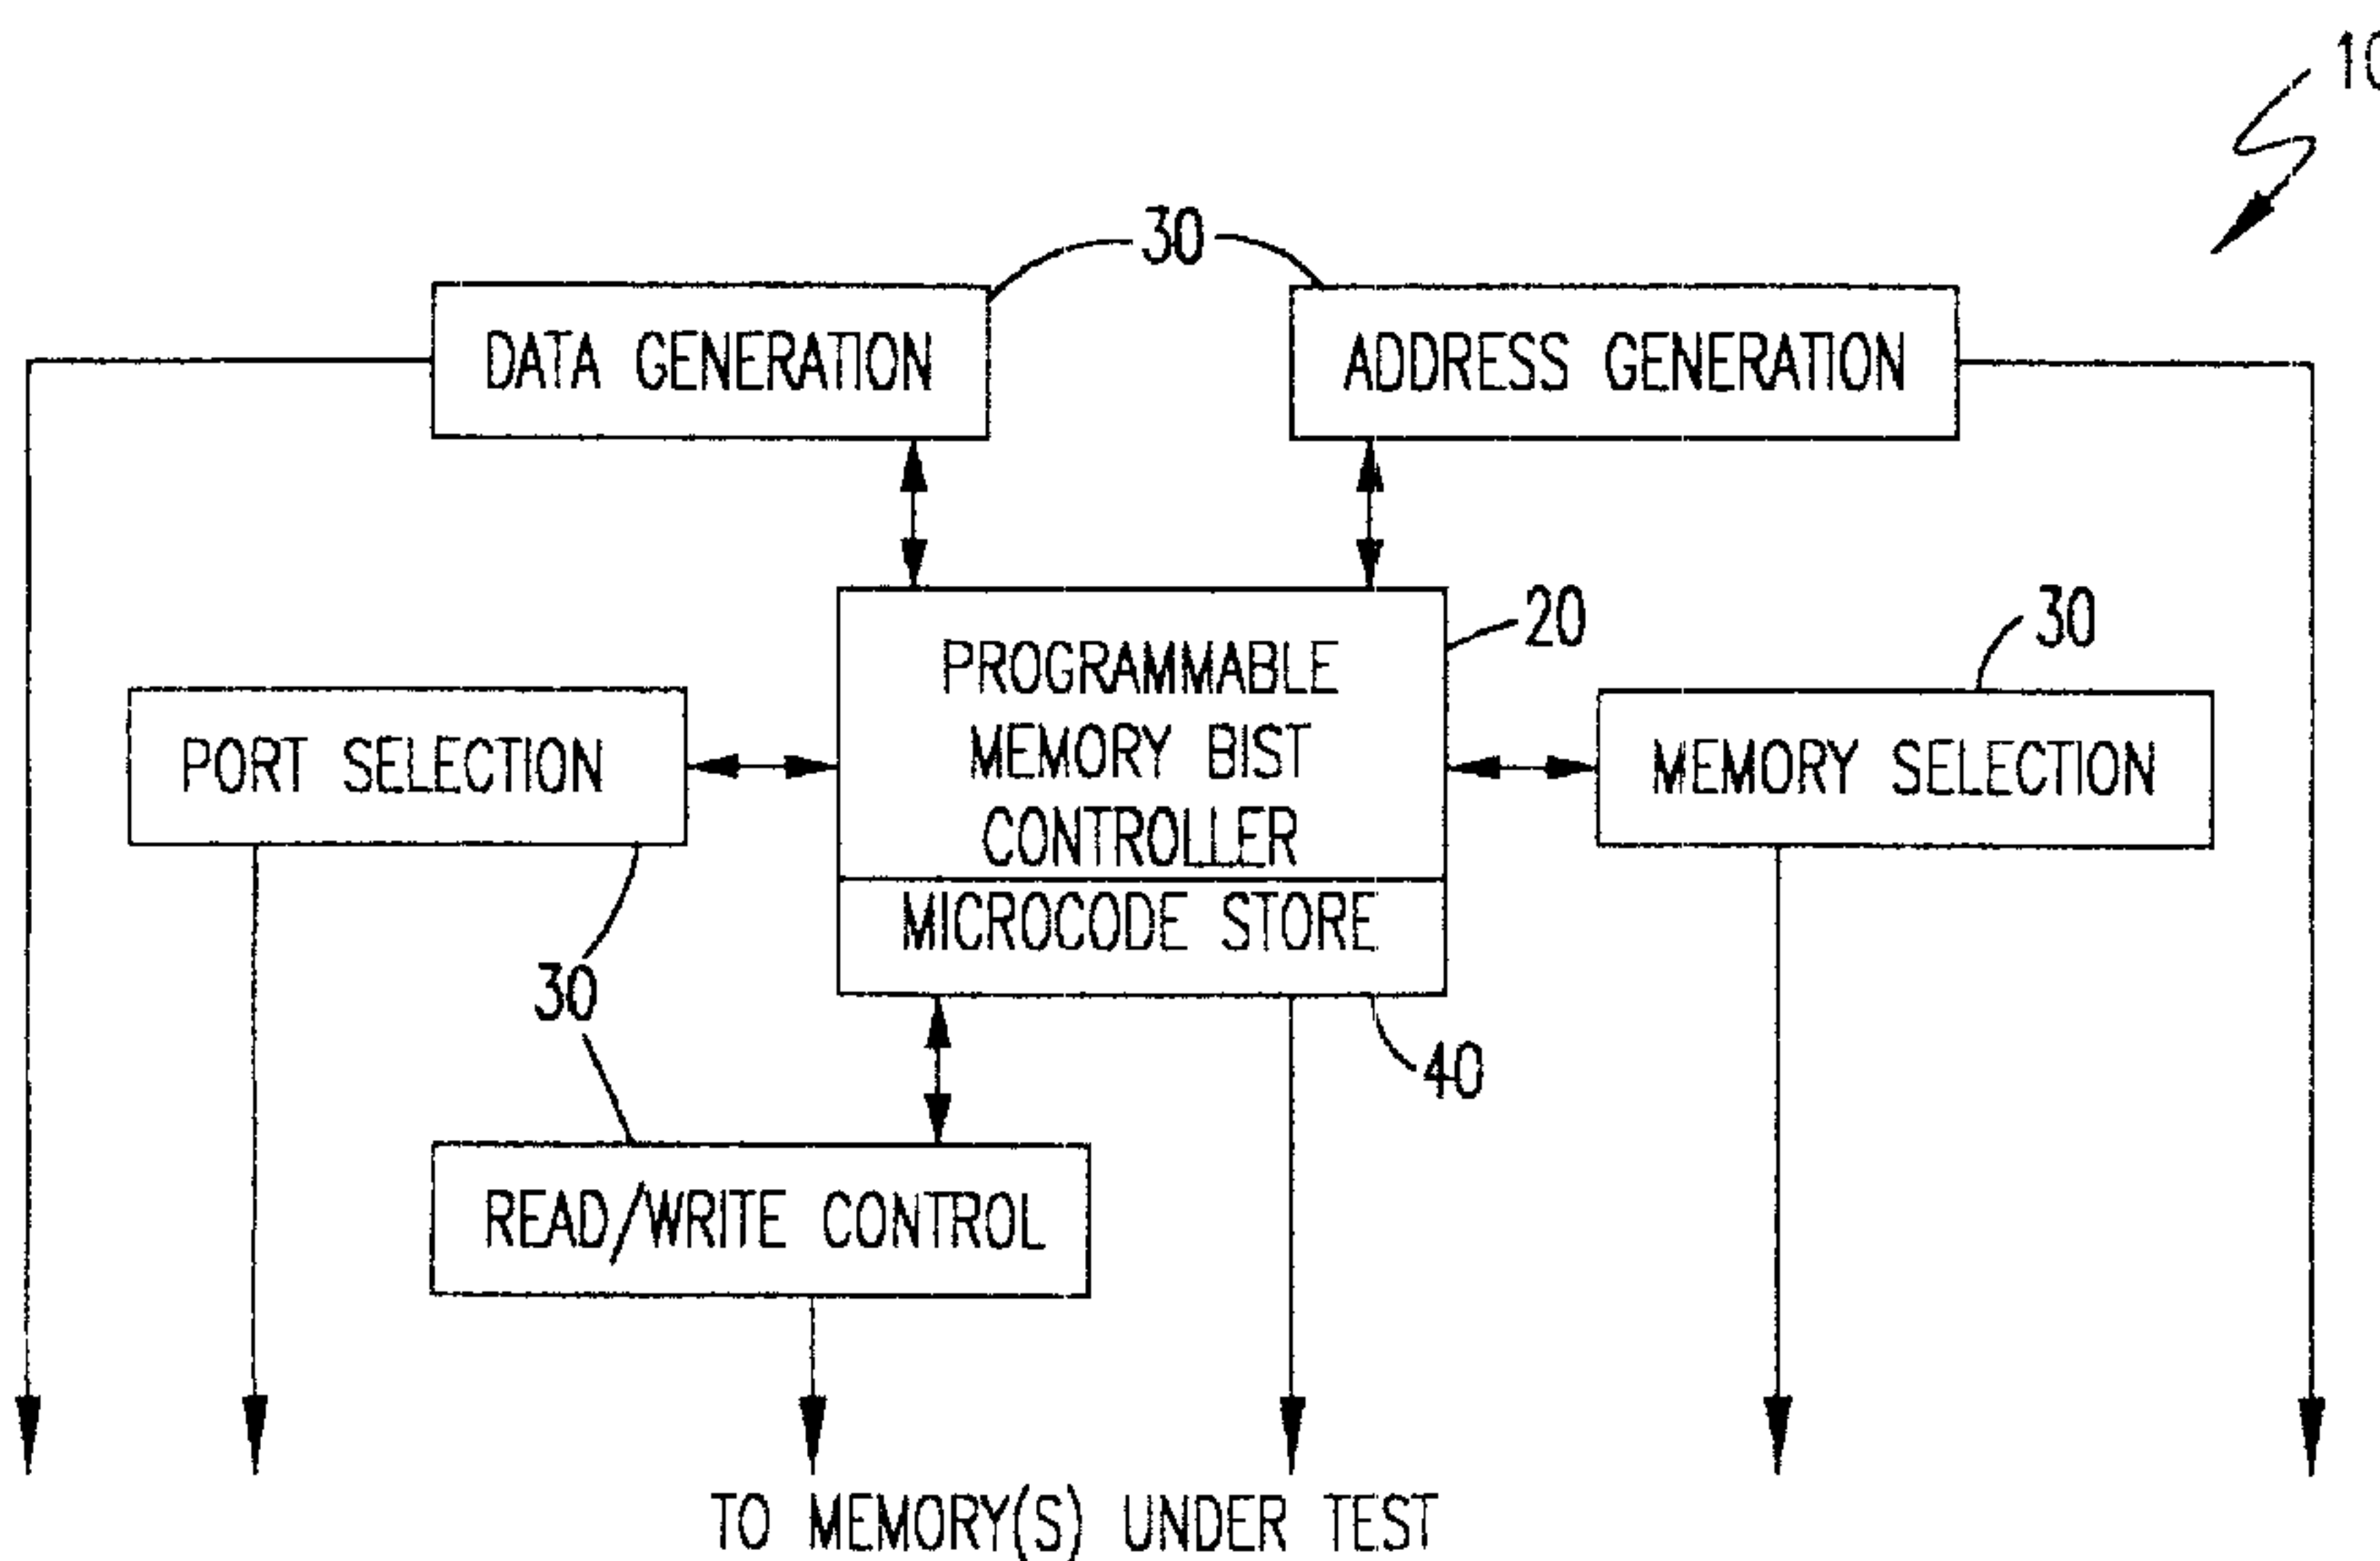 10
30
DATA GENERATION
ADDRESS GENERATION
20
30
PROGRAMMABLE
MEMORY BIST
CONTROLLER
PORT SELECTION
MEMORY SELECTION
MICROCODE STORE
30
40
READ/WRITE CONTROL
TO MEMORY(S) UNDER TEST